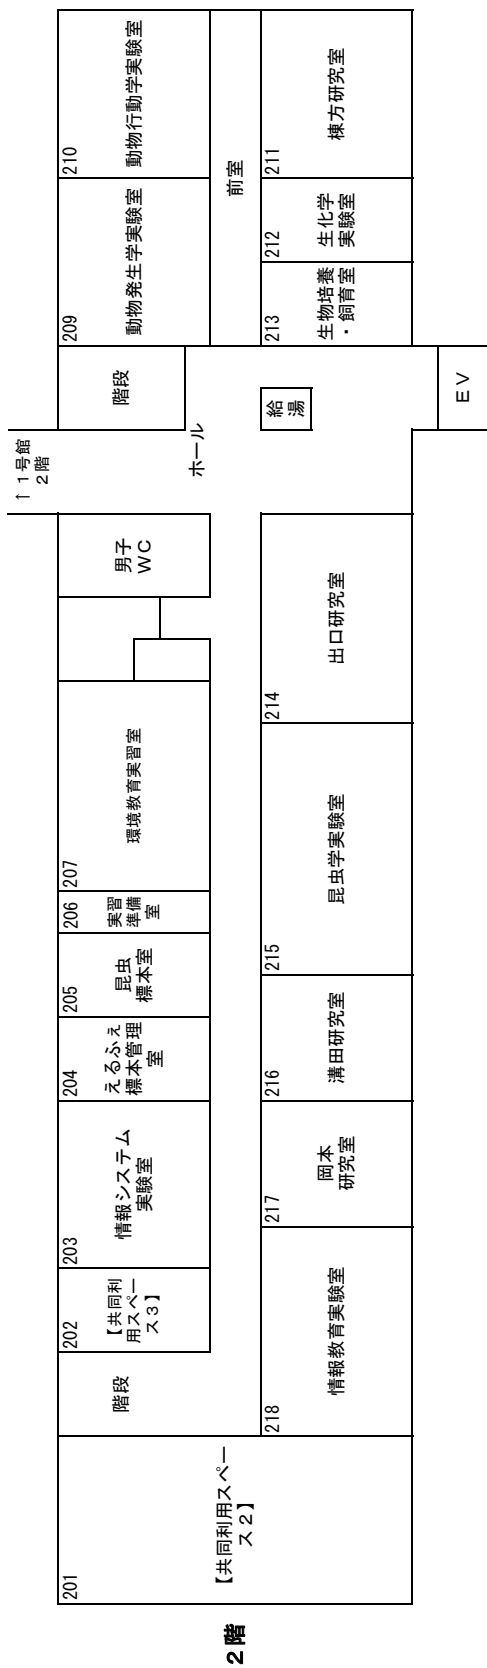 ２階
201
【共同利用スペー
ス２】
階段
202
【共同利
用スペー
ス３】
203
情報システム
実験室
204
えるふぇ
標本管理
室
205
昆虫
標本室
206
実習
準備
室
207
環境教育実習室
男子
WC
↑１号館
２階
ホール
階段
209
動物発生学実験室
210
動物行動学実験室
前室
218
情報教育実験室
217
岡本
研究室
216
溝田研究室
215
昆虫学実験室
214
出口研究室
給
湯
ＥＶ
213
生物培養
・飼育室
212
生化学
実験室
211
棟方研究室